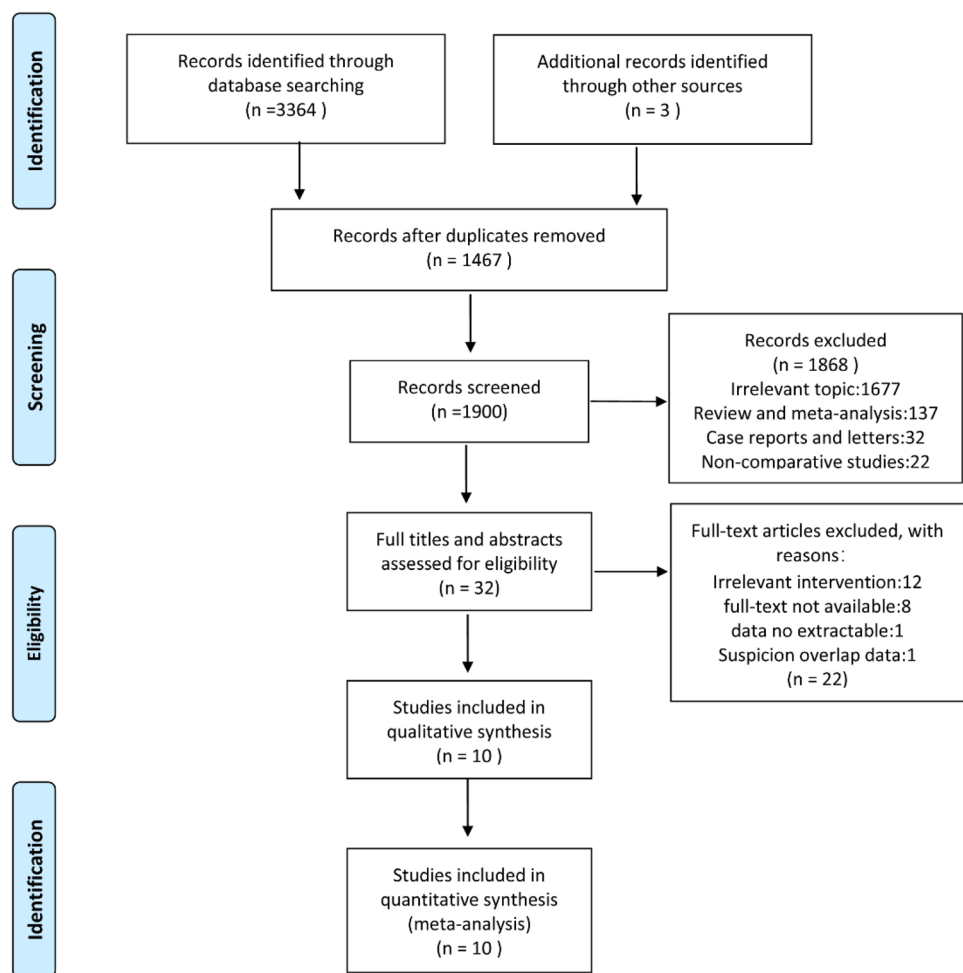 Identification
Records identified through
database searching
(n =3364 )
Additional records identified
through other sources
(n = 3 )
Records after duplicates removed
(n = 1467 )
Screening
Records screened
(n =1900)
Records excluded
(n = 1868 )
Irrelevant topic:1677
Review and meta-analysis:137
Case reports and letters:32
Non-comparative studies:22
Eligibility
Full titles and abstracts
assessed for eligibility
(n = 32)
Full-text articles excluded, with
reasons：
Irrelevant intervention:12
full-text not available:8
data no extractable:1
Suspicion overlap data:1
(n = 22)
Studies included in
qualitative synthesis
(n = 10 )
Identification
Studies included in
quantitative synthesis
(meta-analysis)
(n = 10 )